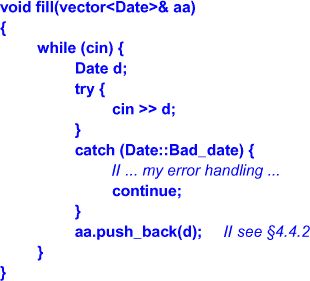 void fill(vector<Date>& aa)
{
while (cin) {
Date d;
try {
cin >> d;
}
catch (Date::Bad_date) {
// ... my error handling ...
continue;
}
aa.push_back(d); // see §4.4.2
}
}